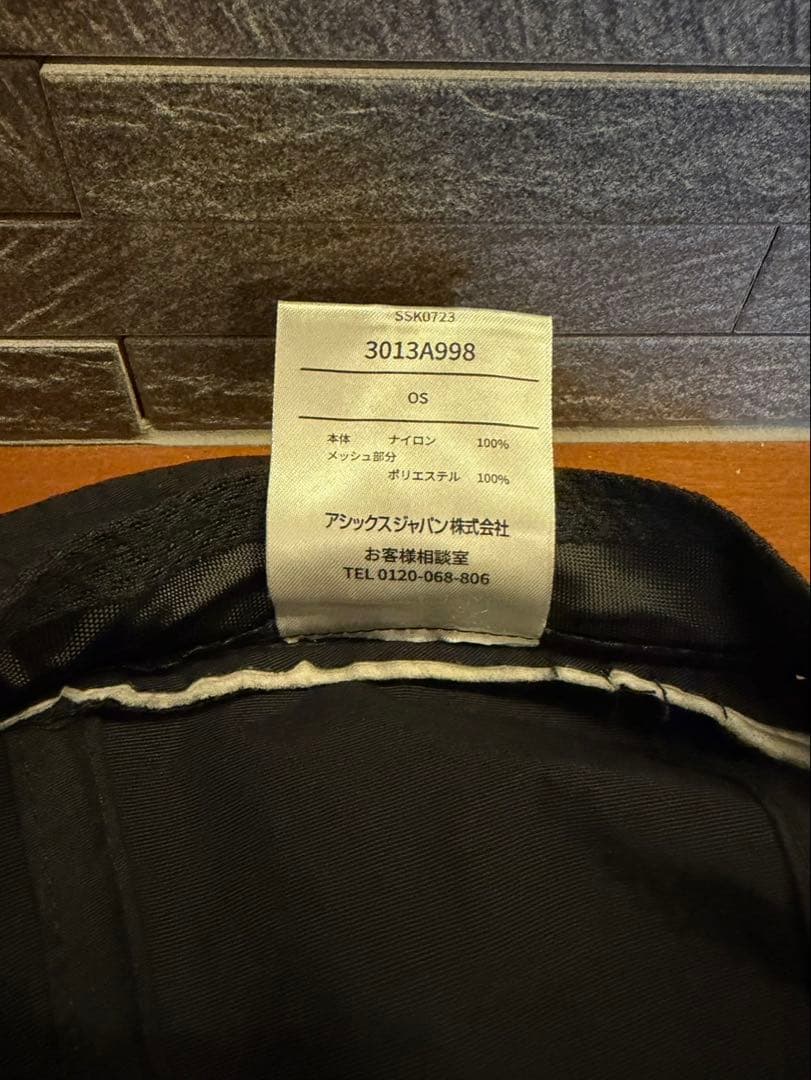 SSK0723
3013A998
OS
本体 ナイロン 100%
メッシュ部分
ポリエステル 100%
アシックスジャパン株式会社
お客様相談室
TEL 0120-068-806